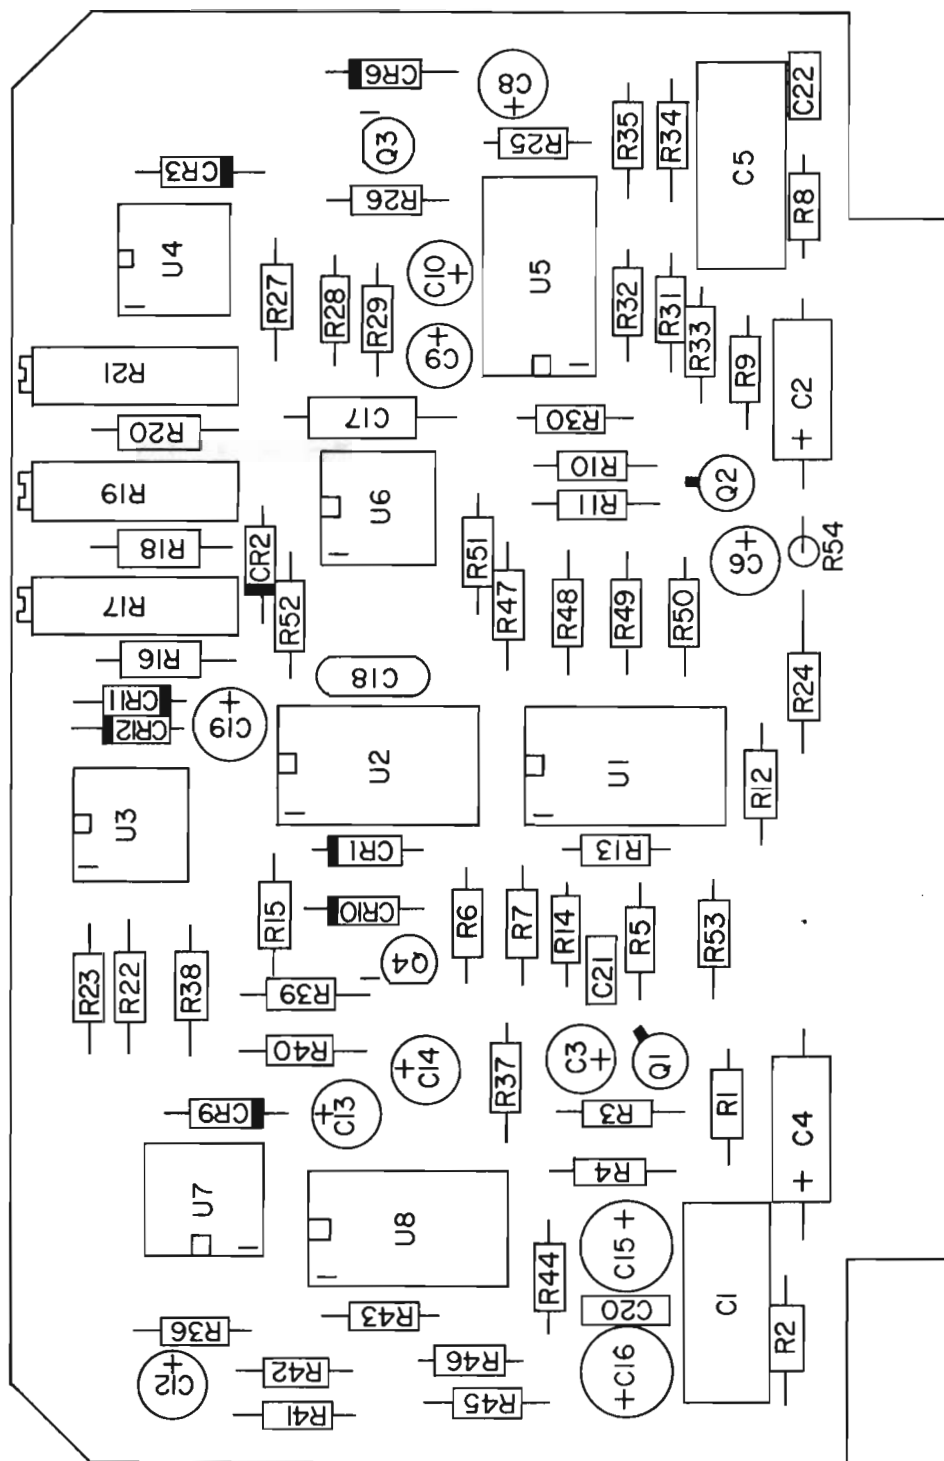 CR6
C8
+
C22
Q3
R25
R35
R34
C5
CR3
R26
R8
U4
C10
+
U5
R27
R28
R29
R32
R31
R33
C9
+
R9
C2
+
R21
R20
C17
R30
R19
U6
R10
R11
Q2
R18
CR2
R51
C6
+
R54
R17
R52
R47
R48
R49
R50
R16
C18
R24
CR11
CR12
C19
+
U2
U1
R12
U3
CR1
R13
R15
CR10
R6
R7
R14
R5
R53
Q4
C21
R23
R22
R38
R39
R40
C14
+
R37
C3
+
Q1
CR9
C13
+
R3
R1
C4
+
R4
U7
U8
R44
C15
+
C1
C20
R2
R36
R43
C12
+
R42
R46
C16
+
R41
R45